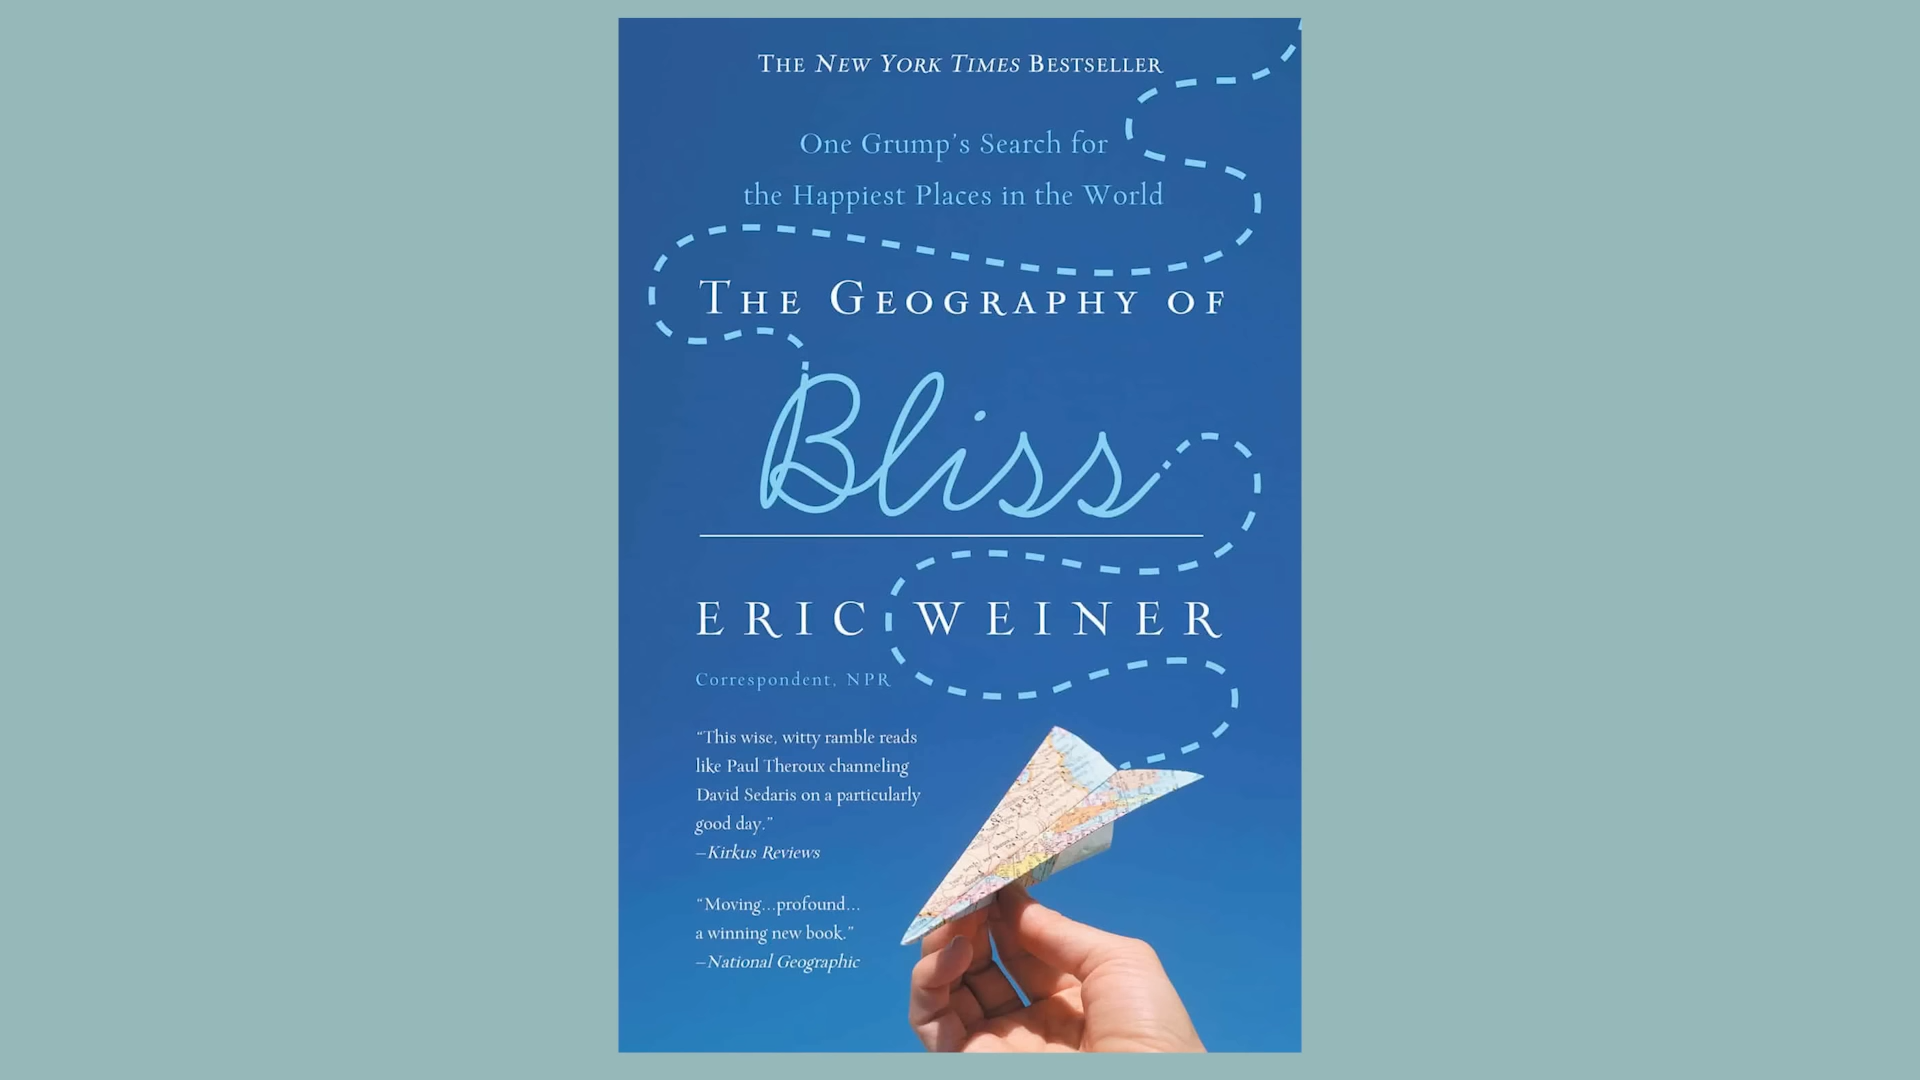 The New York Times Bestseller
One Grump's Search for
the Happiest Places in the World
The Geography of
Bliss
ERIC WEINER
Correspondent, NPR
“This wise, witty ramble reads
like Paul Theroux channeling
David Sedaris on a particularly
good day.”
–Kirkus Reviews
“Moving...profound...
a winning new book.”
–National Geographic